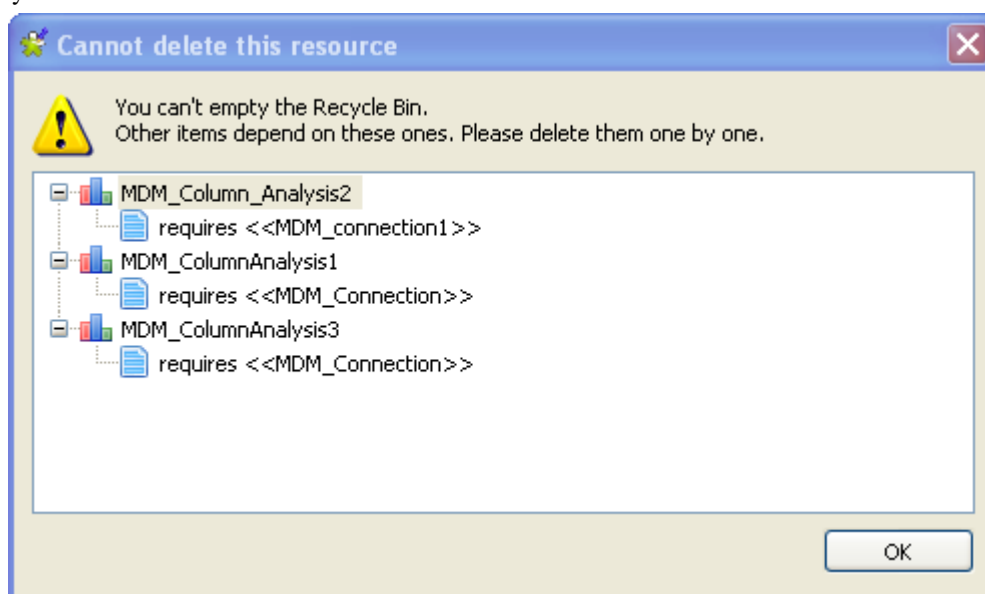 Cannot delete this resource
You can't empty the Recycle Bin.
Other items depend on these ones. Please delete them one by one.
MDM_Column_Analysis2
requires <<MDM_connection1>>
MDM_ColumnAnalysis1
requires <<MDM_Connection>>
MDM_ColumnAnalysis3
requires <<MDM_Connection>>
OK